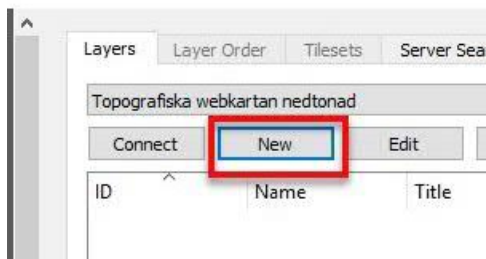 Layers Layer Order Tilesets Server Sea
Topografiska webkartan nedtonad
Connect New Edit
ID Name Title